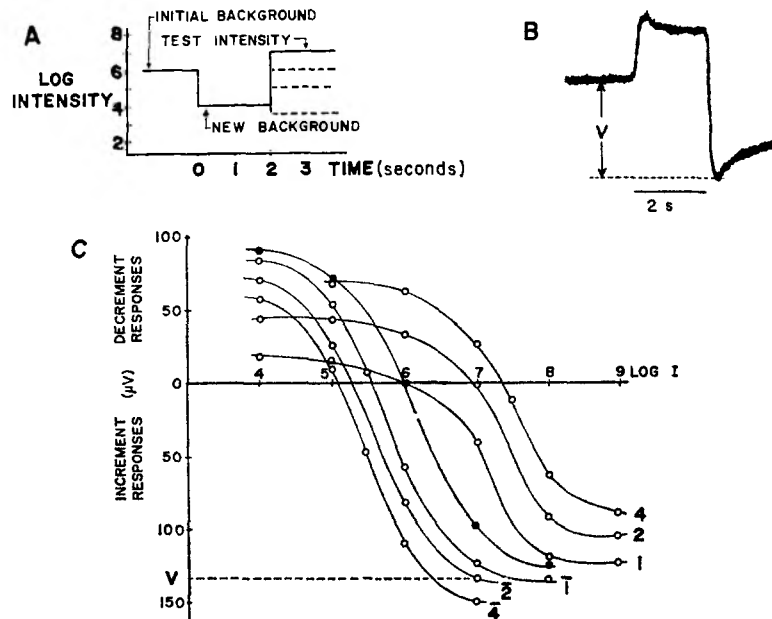 A
INITIAL BACKGROUND
TEST INTENSITY
8
6
4
2
LOG
INTENSITY
NEW BACKGROUND
0 1 2 3 TIME (seconds)
B
V
2 s
C
100
50
0
50
100
150
DECREMENT
RESPONSES
(µV)
INCREMENT
RESPONSES
V
4 5 6 7 8 9 LOG I
4
2
1
1̄
2̄
4̄